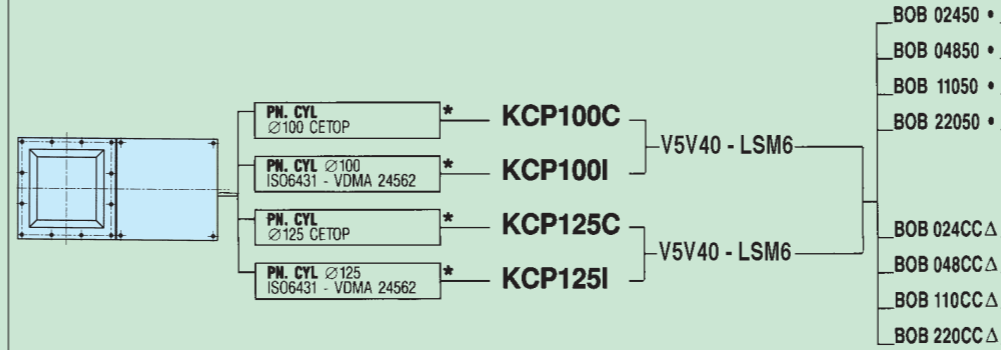 BOB 02450 •
BOB 04850 •
BOB 11050 •
BOB 22050 •
PN. CYL
∅100 CETOP
*
KCP100C
PN. CYL ∅100
ISO6431 - VDMA 24562
*
KCP100I
V5V40 - LSM6
PN. CYL
∅125 CETOP
*
KCP125C
PN. CYL ∅125
ISO6431 - VDMA 24562
*
KCP125I
V5V40 - LSM6
BOB 024CC∆
BOB 048CC∆
BOB 110CC∆
BOB 220CC∆